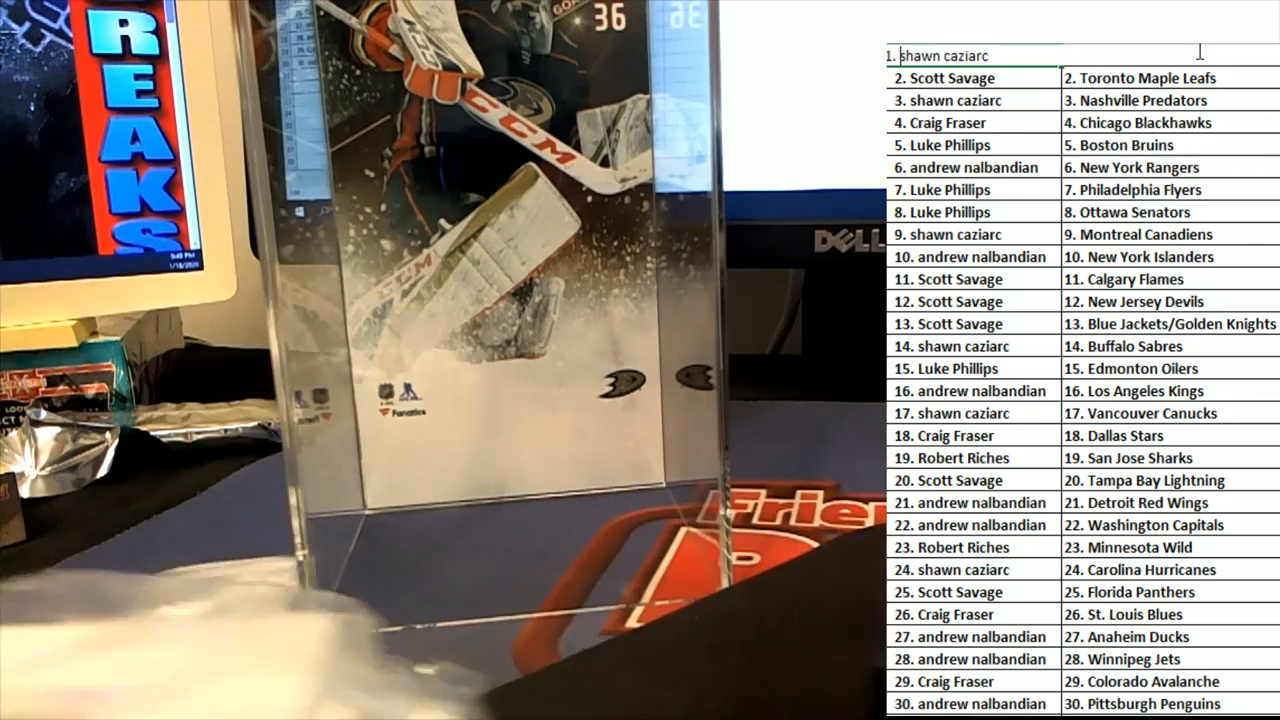 REAKS
9:49 PM
1/18/2020
36
36
CCM
CCM
Fanatics
DELL
Frien
1. shawn caziarc
2. Scott Savage 2. Toronto Maple Leafs
3. shawn caziarc 3. Nashville Predators
4. Craig Fraser 4. Chicago Blackhawks
5. Luke Phillips 5. Boston Bruins
6. andrew nalbandian 6. New York Rangers
7. Luke Phillips 7. Philadelphia Flyers
8. Luke Phillips 8. Ottawa Senators
9. shawn caziarc 9. Montreal Canadiens
10. andrew nalbandian 10. New York Islanders
11. Scott Savage 11. Calgary Flames
12. Scott Savage 12. New Jersey Devils
13. Scott Savage 13. Blue Jackets/Golden Knights
14. shawn caziarc 14. Buffalo Sabres
15. Luke Phillips 15. Edmonton Oilers
16. andrew nalbandian 16. Los Angeles Kings
17. shawn caziarc 17. Vancouver Canucks
18. Craig Fraser 18. Dallas Stars
19. Robert Riches 19. San Jose Sharks
20. Scott Savage 20. Tampa Bay Lightning
21. andrew nalbandian 21. Detroit Red Wings
22. andrew nalbandian 22. Washington Capitals
23. Robert Riches 23. Minnesota Wild
24. shawn caziarc 24. Carolina Hurricanes
25. Scott Savage 25. Florida Panthers
26. Craig Fraser 26. St. Louis Blues
27. andrew nalbandian 27. Anaheim Ducks
28. andrew nalbandian 28. Winnipeg Jets
29. Craig Fraser 29. Colorado Avalanche
30. andrew nalbandian 30. Pittsburgh Penguins